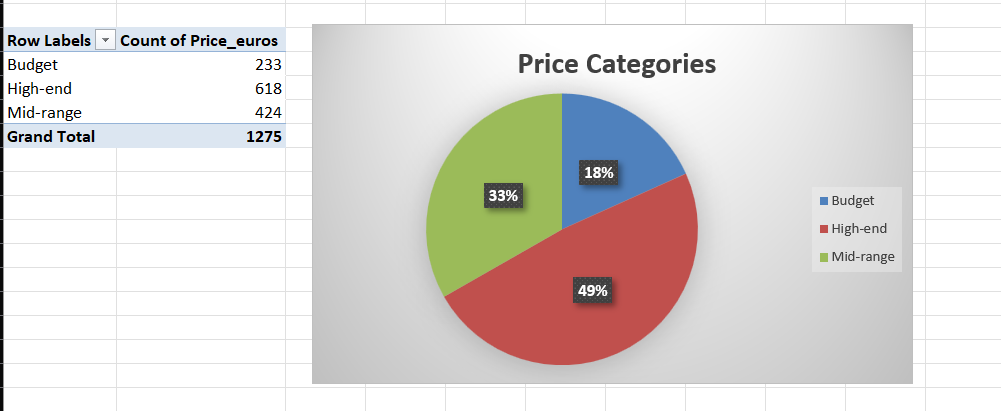 Row Labels Count of Price_euros
Budget 233
High-end 618
Mid-range 424
Grand Total 1275
Price Categories
18%
33%
49%
Budget
High-end
Mid-range